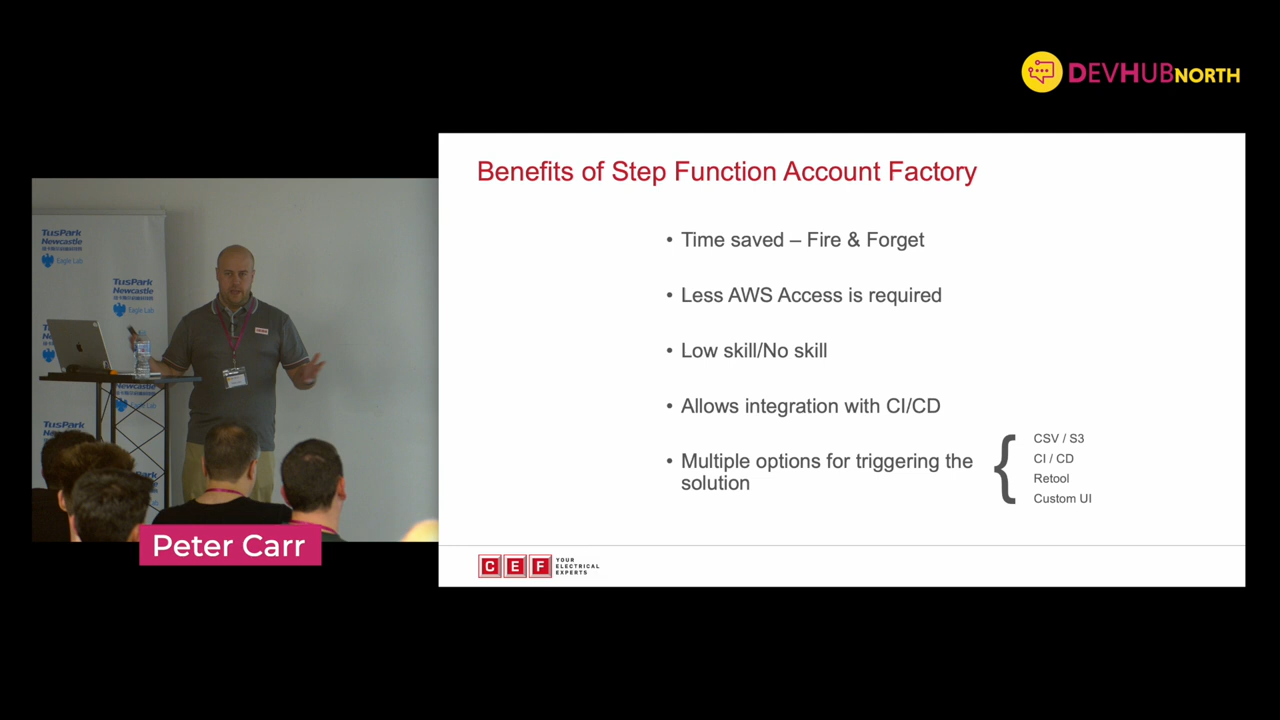 DEVHUBNORTH
Benefits of Step Function Account Factory
• Time saved – Fire & Forget
• Less AWS Access is required
• Low skill/No skill
• Allows integration with CI/CD
• Multiple options for triggering the
solution
{
CSV / S3
CI / CD
Retool
Custom UI
CEF
YOUR
ELECTRICAL
EXPERTS
TusPark
Newcastle
Eagle Lab
TusPark
Newcastle
Eagle Lab
TusPark
Peter Carr